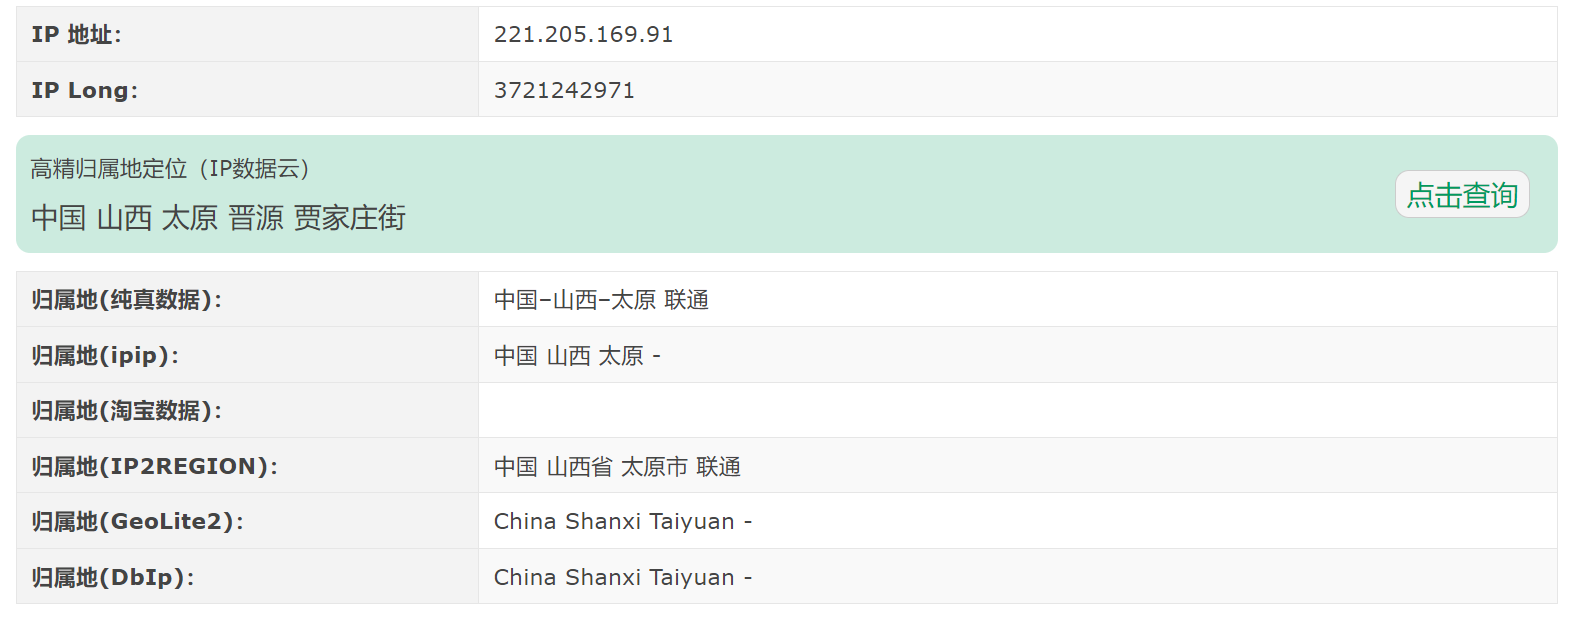 IP 地址: 221.205.169.91
IP Long: 3721242971
高精归属地定位（IP数据云）
中国 山西 太原 晋源 贾家庄街
点击查询
归属地(纯真数据): 中国–山西–太原 联通
归属地(ipip): 中国 山西 太原 -
归属地(淘宝数据):
归属地(IP2REGION): 中国 山西省 太原市 联通
归属地(GeoLite2): China Shanxi Taiyuan -
归属地(DbIp): China Shanxi Taiyuan -